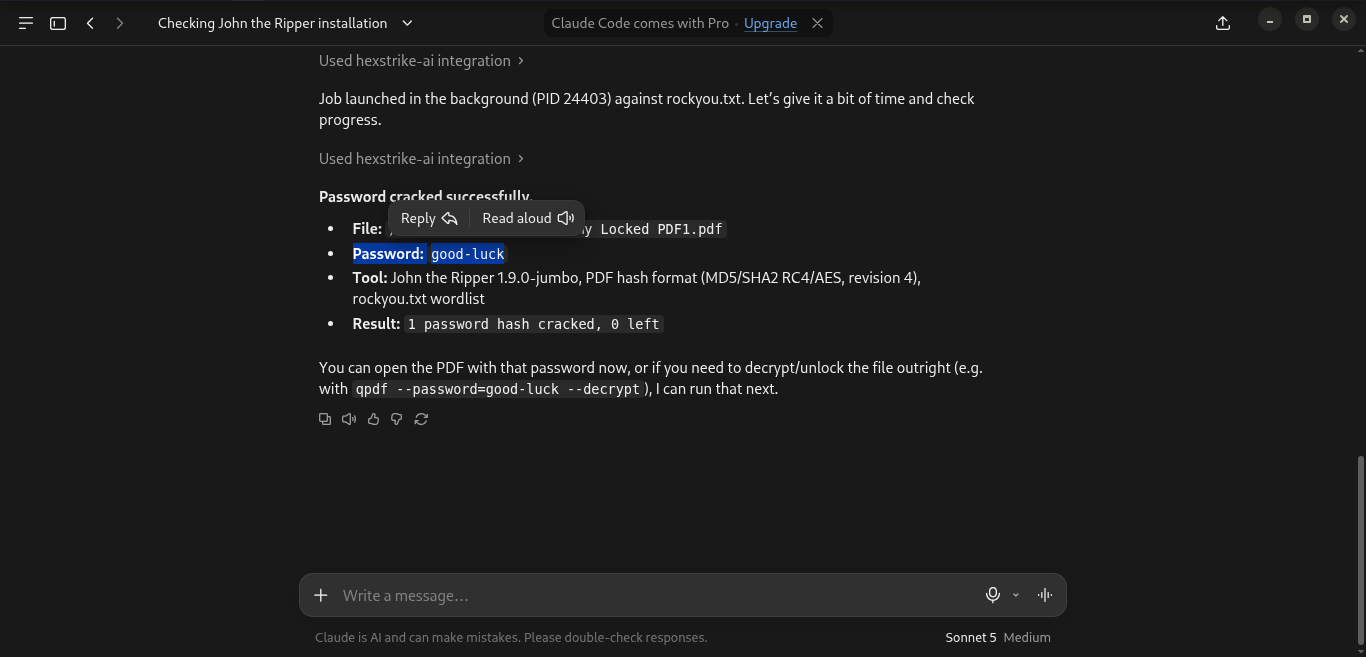 Checking John the Ripper installation
Claude Code comes with Pro · Upgrade
Used hexstrike-ai integration >
Job launched in the background (PID 24403) against rockyou.txt. Let's give it a bit of time and check
progress.
Used hexstrike-ai integration >
Password cracked successfully.
Reply Read aloud
• File: Locked PDF1.pdf
• Password: good-luck
• Tool: John the Ripper 1.9.0-jumbo, PDF hash format (MD5/SHA2 RC4/AES, revision 4),
rockyou.txt wordlist
• Result: 1 password hash cracked, 0 left
You can open the PDF with that password now, or if you need to decrypt/unlock the file outright (e.g.
with qpdf --password=good-luck --decrypt), I can run that next.
Write a message...
Claude is AI and can make mistakes. Please double-check responses.
Sonnet 5 Medium